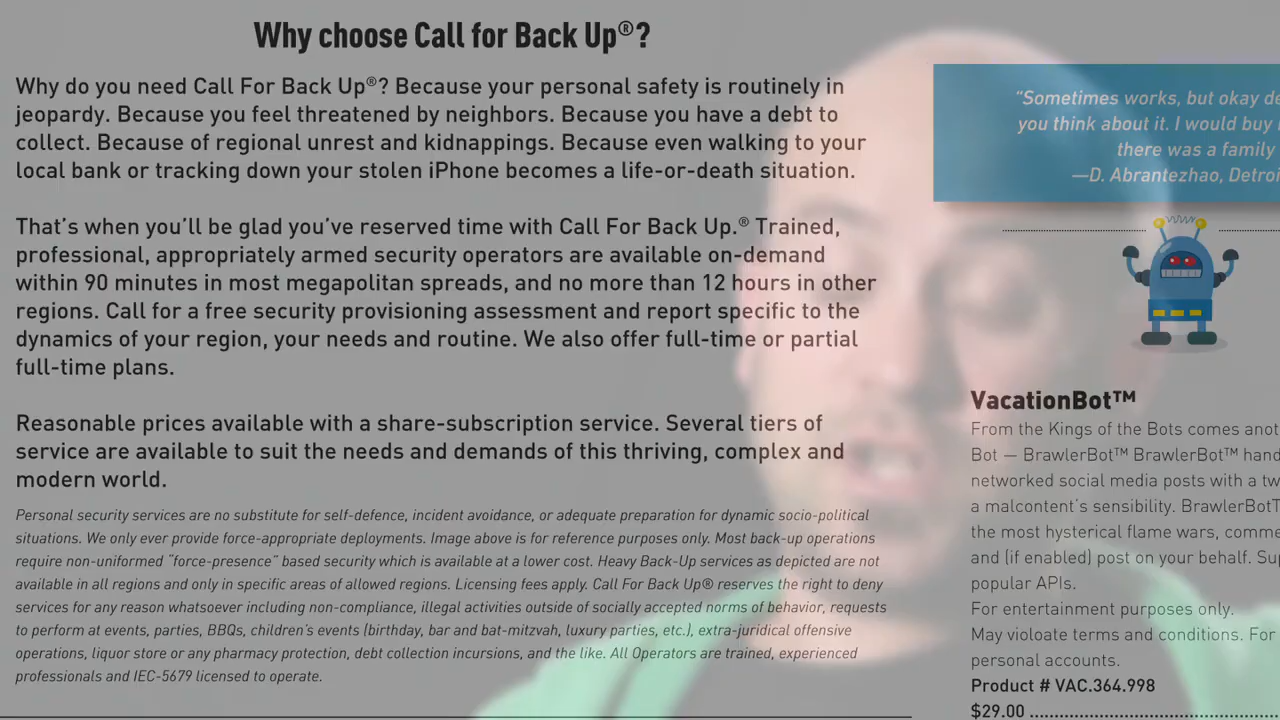 Why choose Call for Back Up®?
Why do you need Call For Back Up®? Because your personal safety is routinely in
jeopardy. Because you feel threatened by neighbors. Because you have a debt to
collect. Because of regional unrest and kidnappings. Because even walking to your
local bank or tracking down your stolen iPhone becomes a life-or-death situation.
That's when you'll be glad you've reserved time with Call For Back Up.® Trained,
professional, appropriately armed security operators are available on-demand
within 90 minutes in most megapolitan spreads, and no more than 12 hours in other
regions. Call for a free security provisioning assessment and report specific to the
dynamics of your region, your needs and routine. We also offer full-time or partial
full-time plans.
Reasonable prices available with a share-subscription service. Several tiers of
service are available to suit the needs and demands of this thriving, complex and
modern world.
Personal security services are no substitute for self-defence, incident avoidance, or adequate preparation for dynamic socio-political
situations. We only ever provide force-appropriate deployments. Image above is for reference purposes only. Most back-up operations
require non-uniformed "force-presence" based security which is available at a lower cost. Heavy Back-Up services as depicted are not
available in all regions and only in specific areas of allowed regions. Licensing fees apply. Call For Back Up® reserves the right to deny
services for any reason whatsoever including non-compliance, illegal activities outside of socially accepted norms of behavior, requests
to perform at events, parties, BBQs, children's events (birthday, bar and bat-mitzvah, luxury parties, etc.), extra-juridical offensive
operations, liquor store or any pharmacy protection, debt collection incursions, and the like. All Operators are trained, experienced
professionals and IEC-5679 licensed to operate.
"Sometimes works, but okay
you think about it. I would buy
there was a family
—D. Abrantezhao,
VacationBot™
From the Kings of the Bots comes
Bot — BrawlerBot™ BrawlerBot™
networked social media posts with a
a malcontent's sensibility.
the most hysterical flame wars,
and (if enabled) post on your behalf.
popular APIs.
For entertainment purposes only.
May violoate terms and conditions. For
personal accounts.
Product # VAC.364.998
$29.00